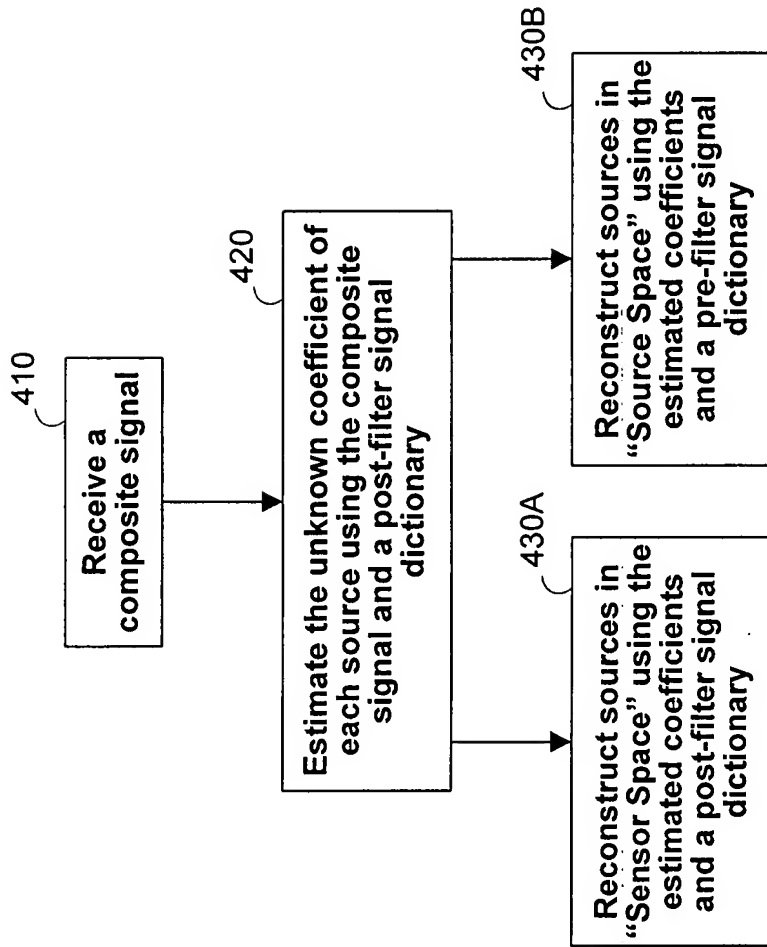 410
Receive a
composite signal
420
Estimate the unknown coefficient of
each source using the composite
signal and a post-filter signal
dictionary
430A
Reconstruct sources in
“Sensor Space” using the
estimated coefficients
and a post-filter signal
dictionary
430B
Reconstruct sources in
“Source Space” using the
estimated coefficients
and a pre-filter signal
dictionary